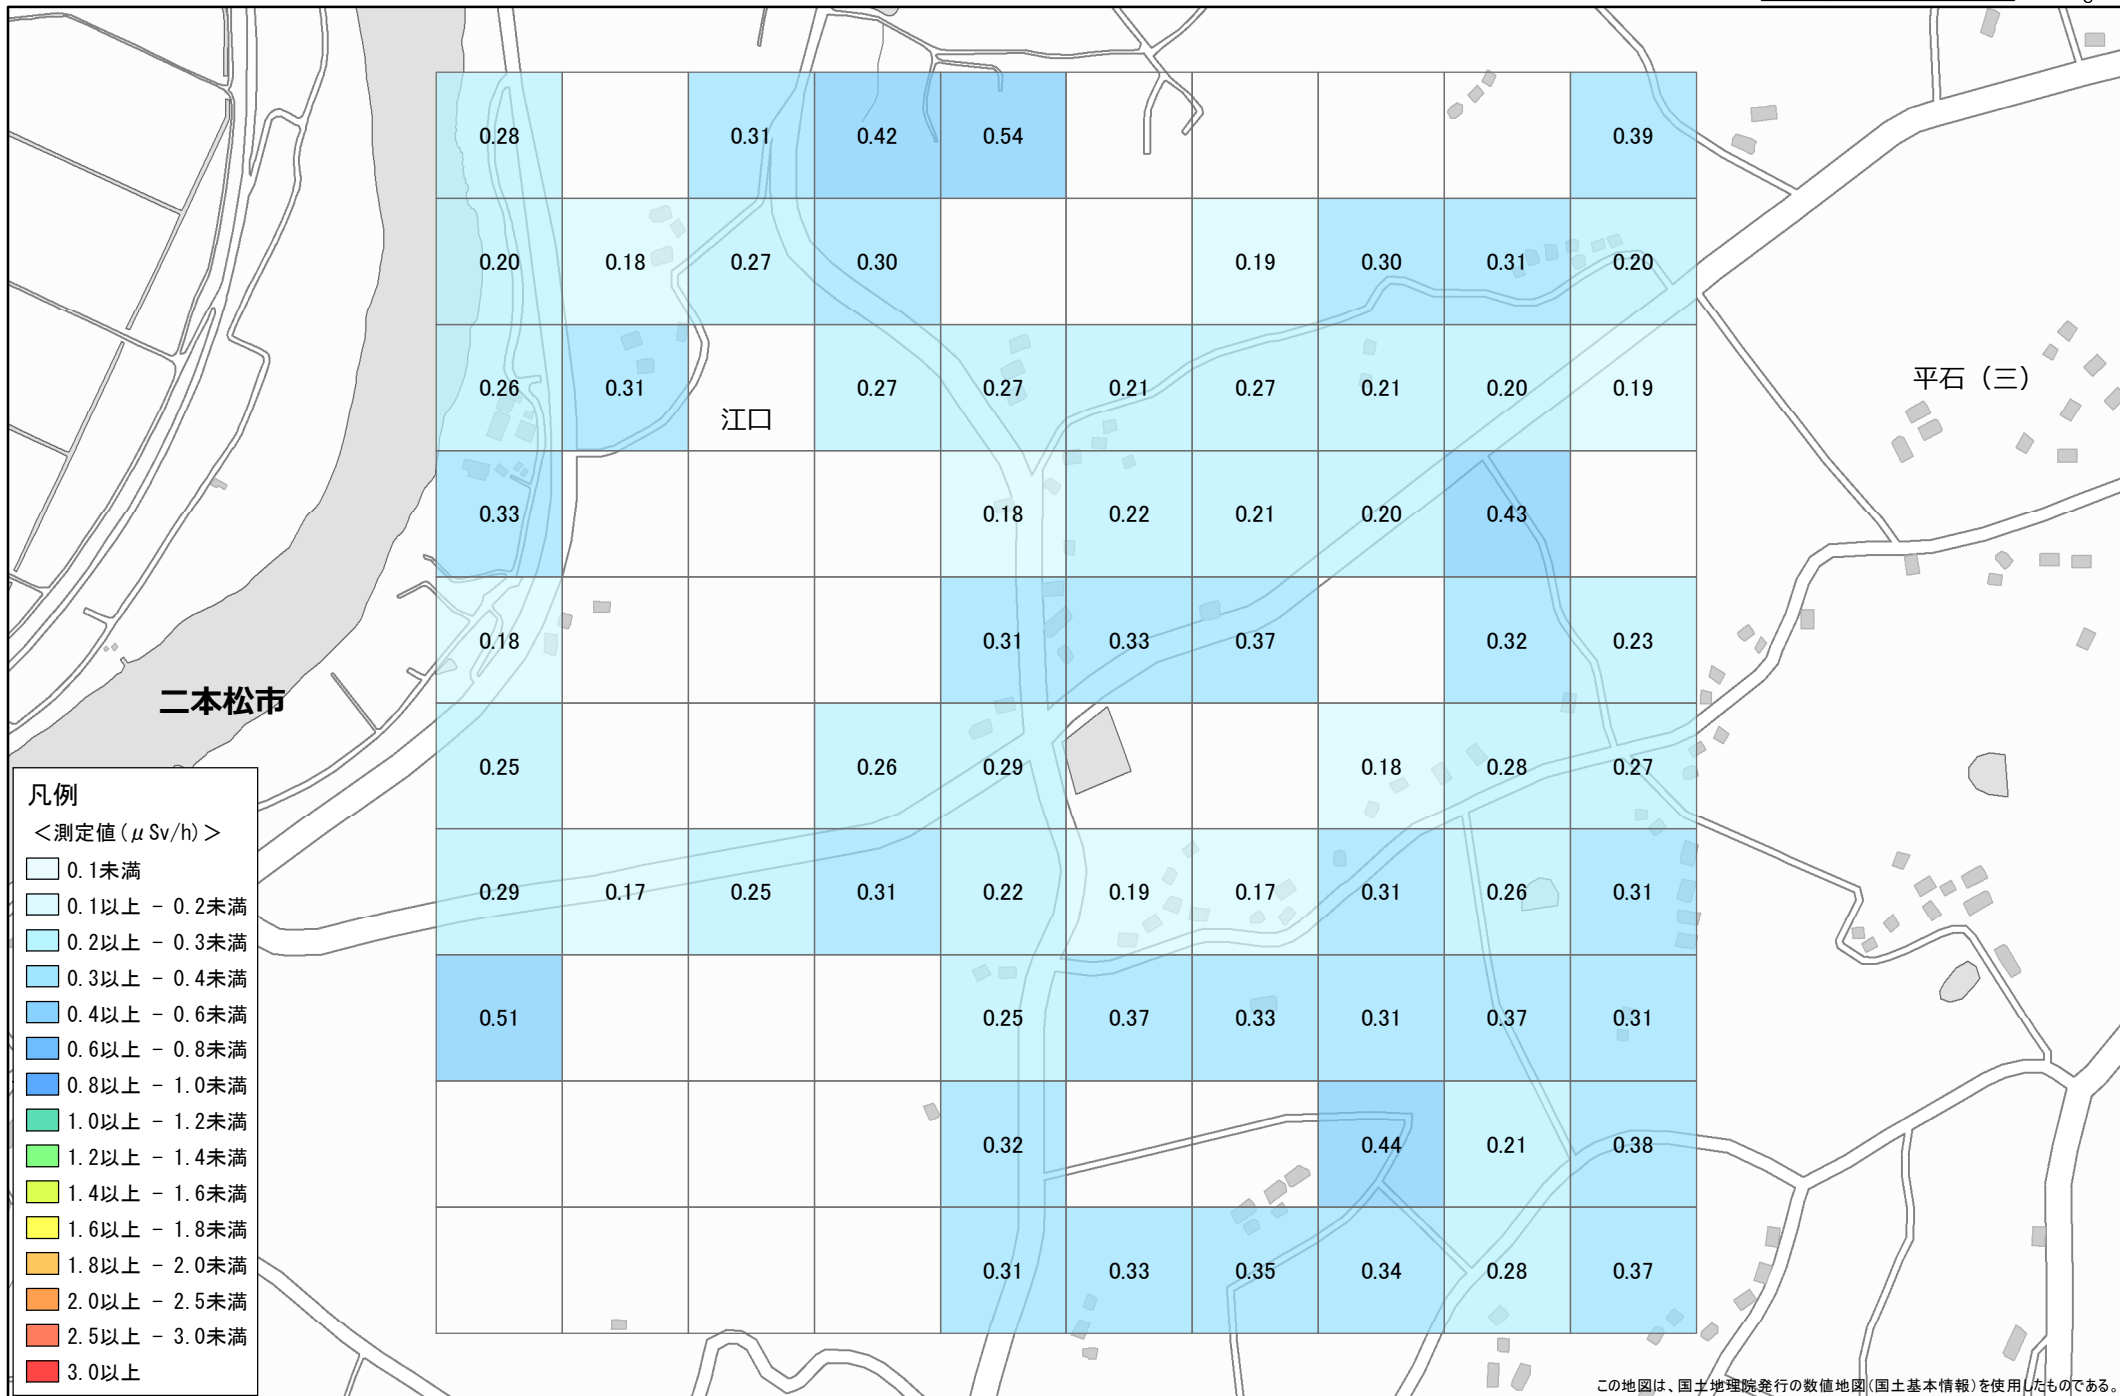 0.28 0.31 0.42 0.54 0.39
0.20 0.18 0.27 0.30 0.19 0.30 0.31 0.20
0.26 0.31 0.27 0.27 0.21 0.27 0.21 0.20 0.19
平石（三）
江口
0.33 0.18 0.22 0.21 0.20 0.43
0.18 0.31 0.33 0.37 0.32 0.23
二本松市
0.25 0.26 0.29 0.18 0.28 0.27
0.29 0.17 0.25 0.31 0.22 0.19 0.17 0.31 0.26 0.31
0.51 0.25 0.37 0.33 0.31 0.37 0.31
0.32 0.44 0.21 0.38
0.31 0.33 0.35 0.34 0.28 0.37
凡例
＜測定値(μSv/h)＞
0.1未満
0.1以上 － 0.2未満
0.2以上 － 0.3未満
0.3以上 － 0.4未満
0.4以上 － 0.6未満
0.6以上 － 0.8未満
0.8以上 － 1.0未満
1.0以上 － 1.2未満
1.2以上 － 1.4未満
1.4以上 － 1.6未満
1.6以上 － 1.8未満
1.8以上 － 2.0未満
2.0以上 － 2.5未満
2.5以上 － 3.0未満
3.0以上
この地図は、国土地理院発行の数値地図(国土基本情報)を使用したものである。